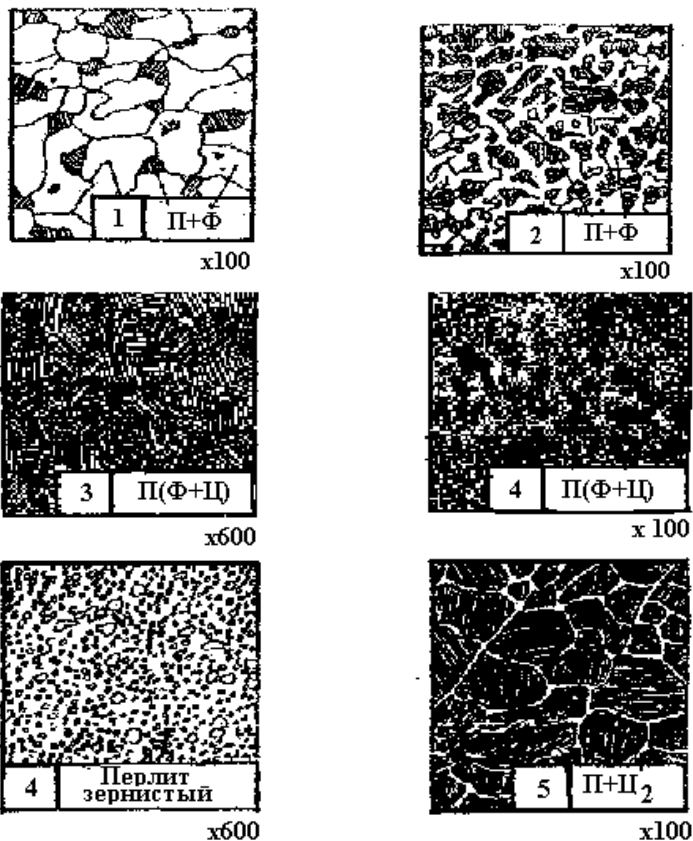 1 П+Ф
x100
2 П+Ф
x100
3 П(Ф+Ц)
x600
4 П(Ф+Ц)
x 100
4 Перлит
зернистый
x600
5 П+Ц2
x100